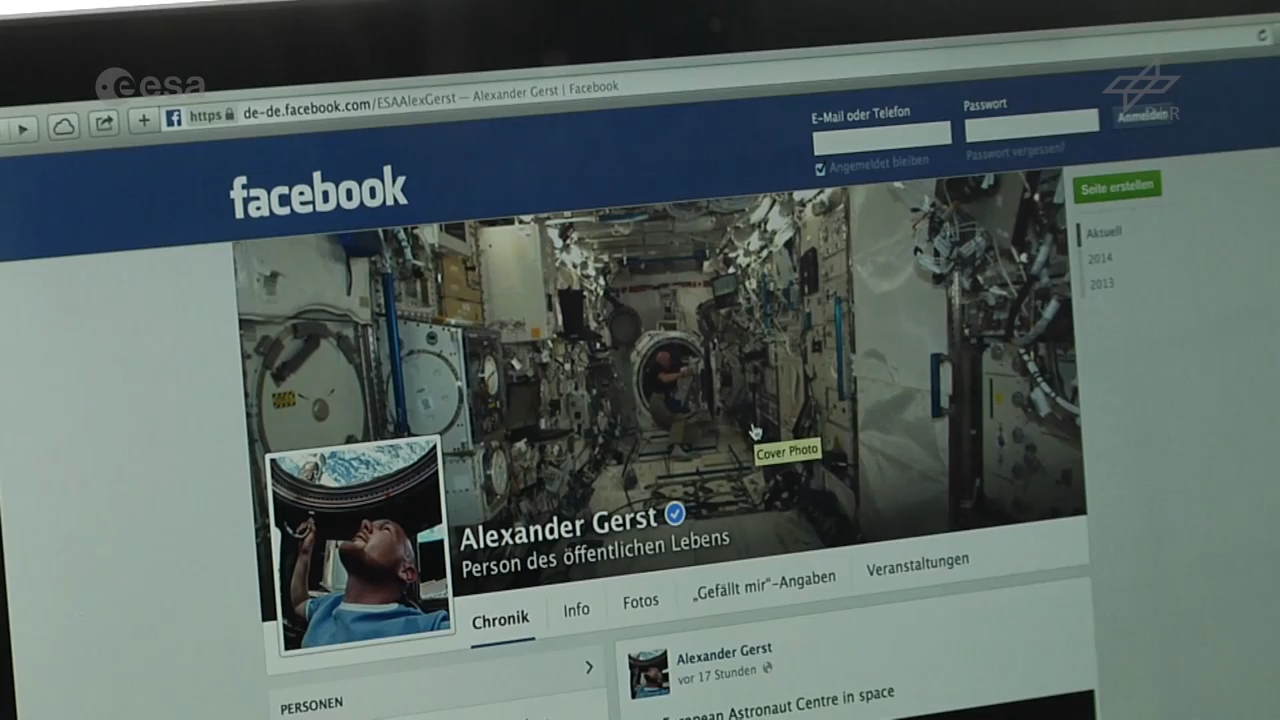 esa
DLR
https de-de.facebook.com/ESAAlexGerst — Alexander Gerst | Facebook
facebook
E-Mail oder Telefon
Passwort
Anmelden
Angemeldet bleiben
Passwort vergessen?
Seite erstellen
Aktuell
2014
2013
Cover Photo
Alexander Gerst
Person des öffentlichen Lebens
Chronik
Info
Fotos
„Gefällt mir“-Angaben
Veranstaltungen
PERSONEN
Alexander Gerst
vor 17 Stunden
European Astronaut Centre in space